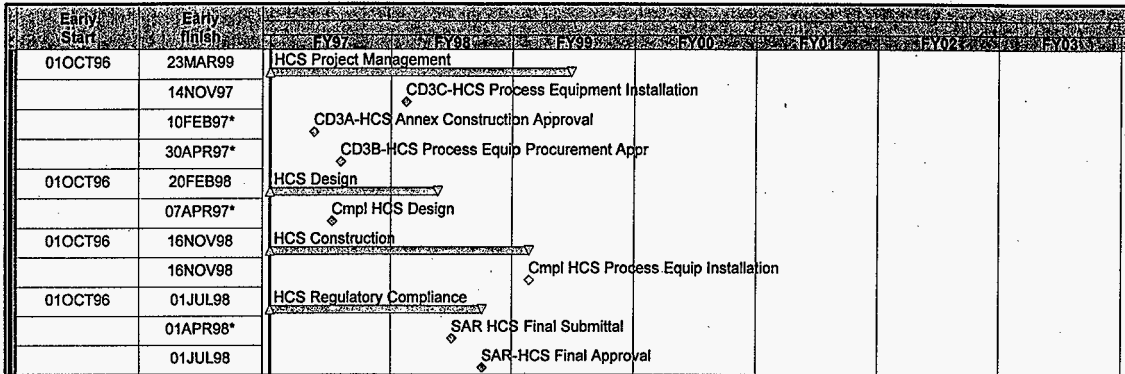 Early Start Early finish FY97 FY98 FY99 FY00 FY01 FY02 FY03
01OCT96 23MAR99 HCS Project Management
14NOV97 CD3C-HCS Process Equipment Installation
10FEB97* CD3A-HCS Annex Construction Approval
30APR97* CD3B-HCS Process Equip Procurement Appr
01OCT96 20FEB98 HCS Design
07APR97* Cmpl HCS Design
01OCT96 16NOV98 HCS Construction
16NOV98 Cmpl HCS Process Equip Installation
01OCT96 01JUL98 HCS Regulatory Compliance
01APR98* SAR HCS Final Submittal
01JUL98 SAR-HCS Final Approval